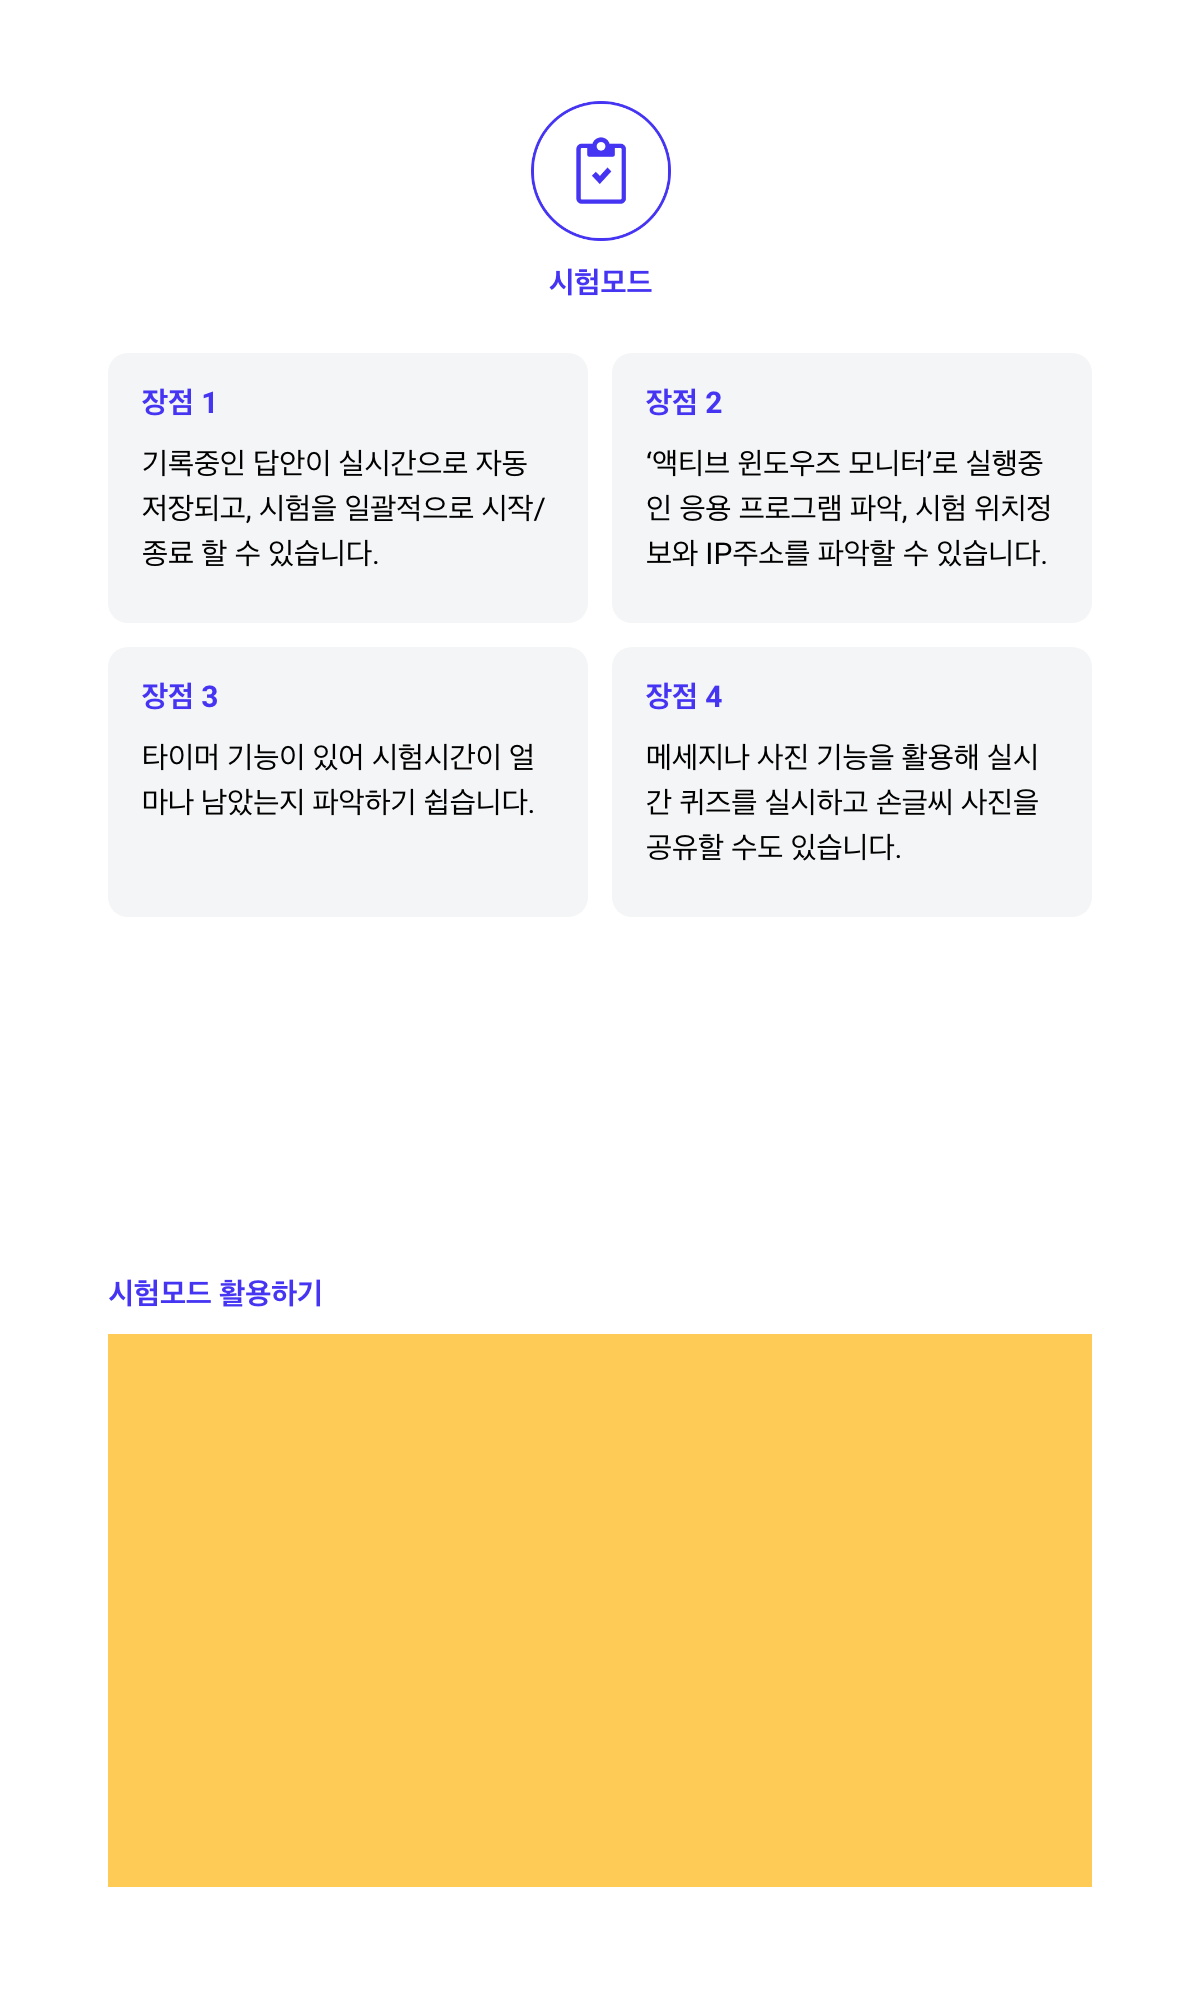 시험모드
장점 1
기록중인 답안이 실시간으로 자동
저장되고, 시험을 일괄적으로 시작/
종료 할 수 있습니다.
장점 2
‘액티브 윈도우즈 모니터’로 실행중
인 응용 프로그램 파악, 시험 위치정
보와 IP주소를 파악할 수 있습니다.
장점 3
타이머 기능이 있어 시험시간이 얼
마나 남았는지 파악하기 쉽습니다.
장점 4
메세지나 사진 기능을 활용해 실시
간 퀴즈를 실시하고 손글씨 사진을
공유할 수도 있습니다.
시험모드 활용하기